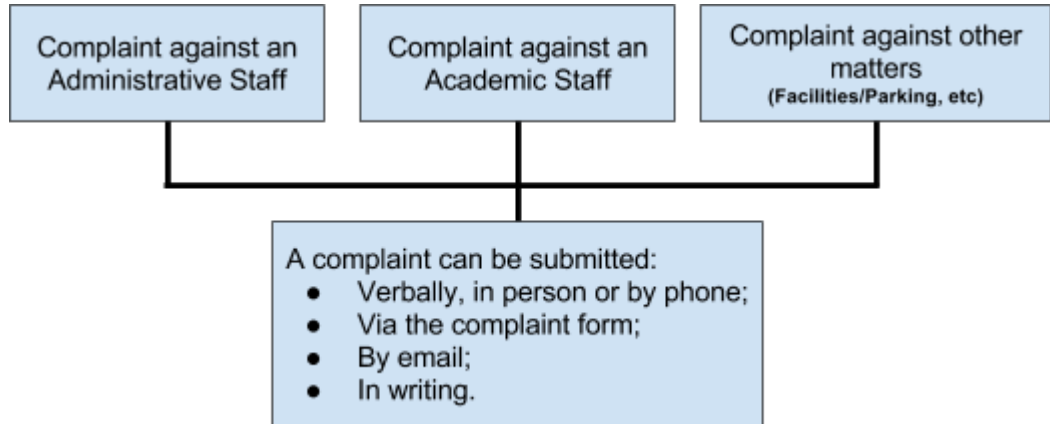 Complaint against an
Administrative Staff
Complaint against an
Academic Staff
Complaint against other
matters
(Facilities/Parking, etc)
A complaint can be submitted:
● Verbally, in person or by phone;
● Via the complaint form;
● By email;
● In writing.